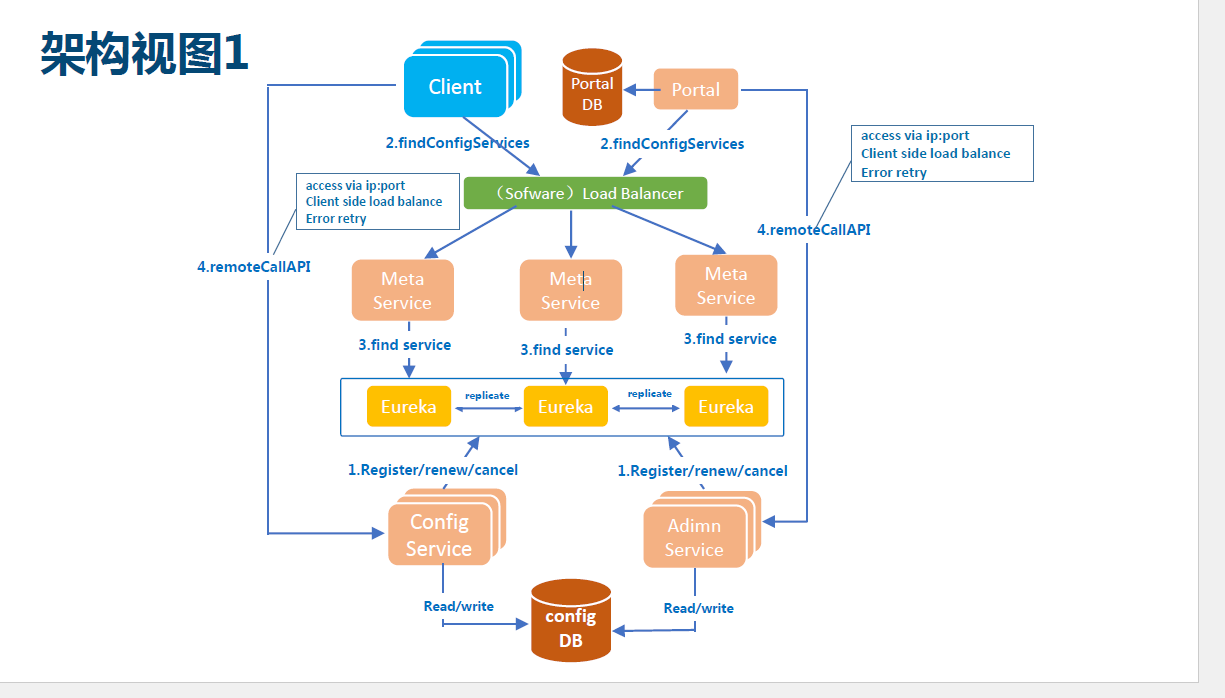 架构视图1
Client
Portal
DB
Portal
2.findConfigServices
2.findConfigServices
access via ip:port
Client side load balance
Error retry
access via ip:port
Client side load balance
Error retry
（Sofware）Load Balancer
4.remoteCallAPI
4.remoteCallAPI
Meta
Service
Meta
Service
Meta
Service
3.find service
3.find service
3.find service
Eureka
replicate
Eureka
replicate
Eureka
1.Register/renew/cancel
1.Register/renew/cancel
Config
Service
Adimn
Service
Read/write
Read/write
config
DB